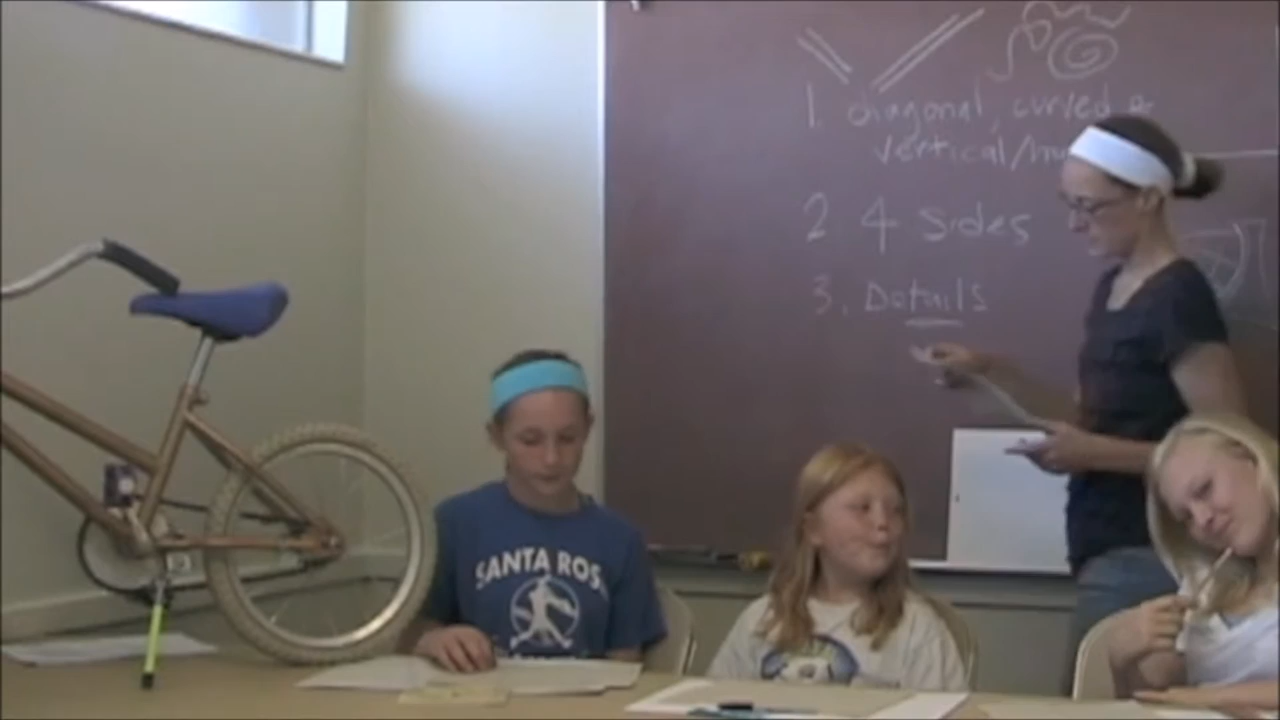 1. diagonal, curved &
vertical/
2 4 Sides
3. Details
SANTA ROS